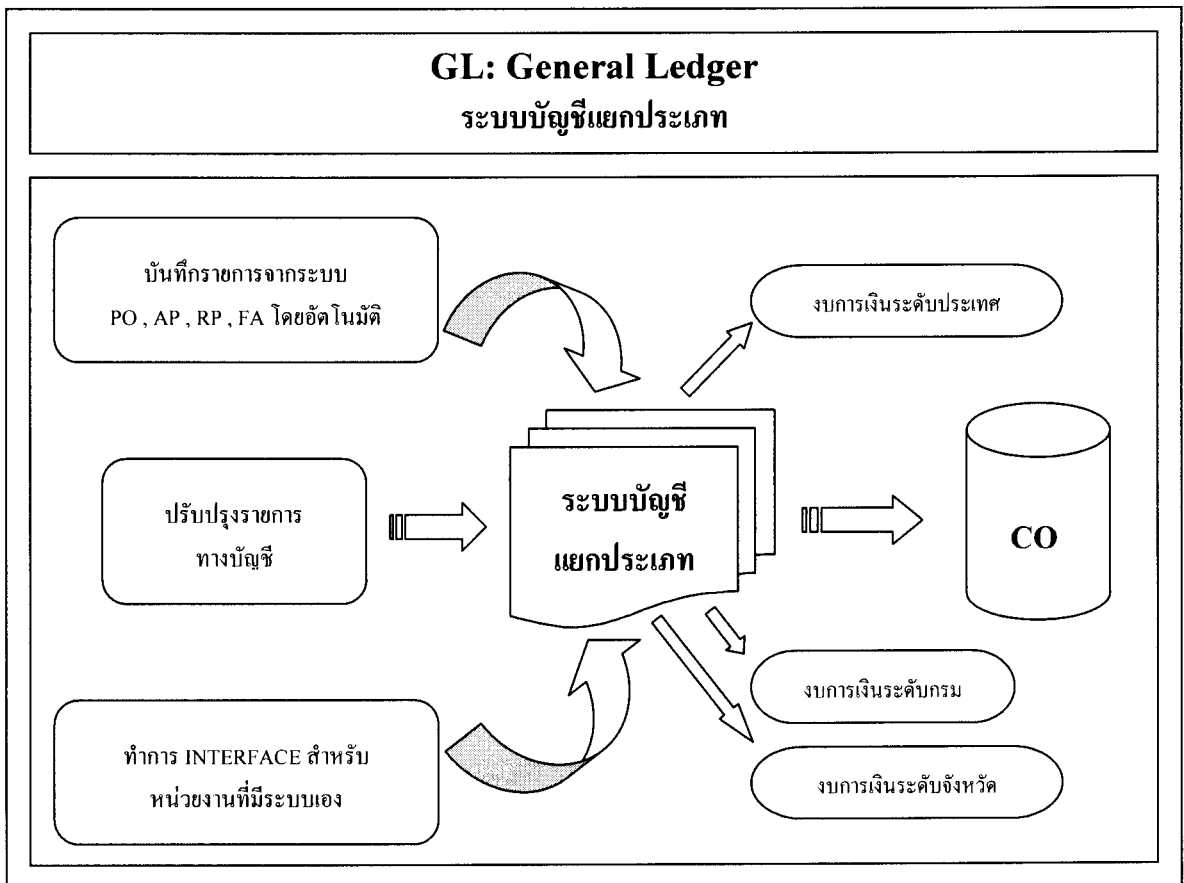 GL: General Ledger
ระบบบัญชีแยกประเภท
บันทึกรายการจากระบบ
PO , AP , RP , FA โดยอัตโนมัติ
ปรับปรุงรายการ
ทางบัญชี
ทำการ INTERFACE สำหรับ
หน่วยงานที่มีระบบเอง
ระบบบัญชี
แยกประเภท
งบการเงินระดับประเทศ
CO
งบการเงินระดับกรม
งบการเงินระดับจังหวัด